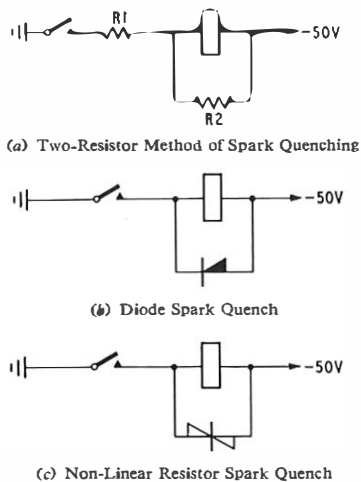 R1
-50V
R2
(a) Two-Resistor Method of Spark Quenching
-50V
(b) Diode Spark Quench
-50V
(c) Non-Linear Resistor Spark Quench